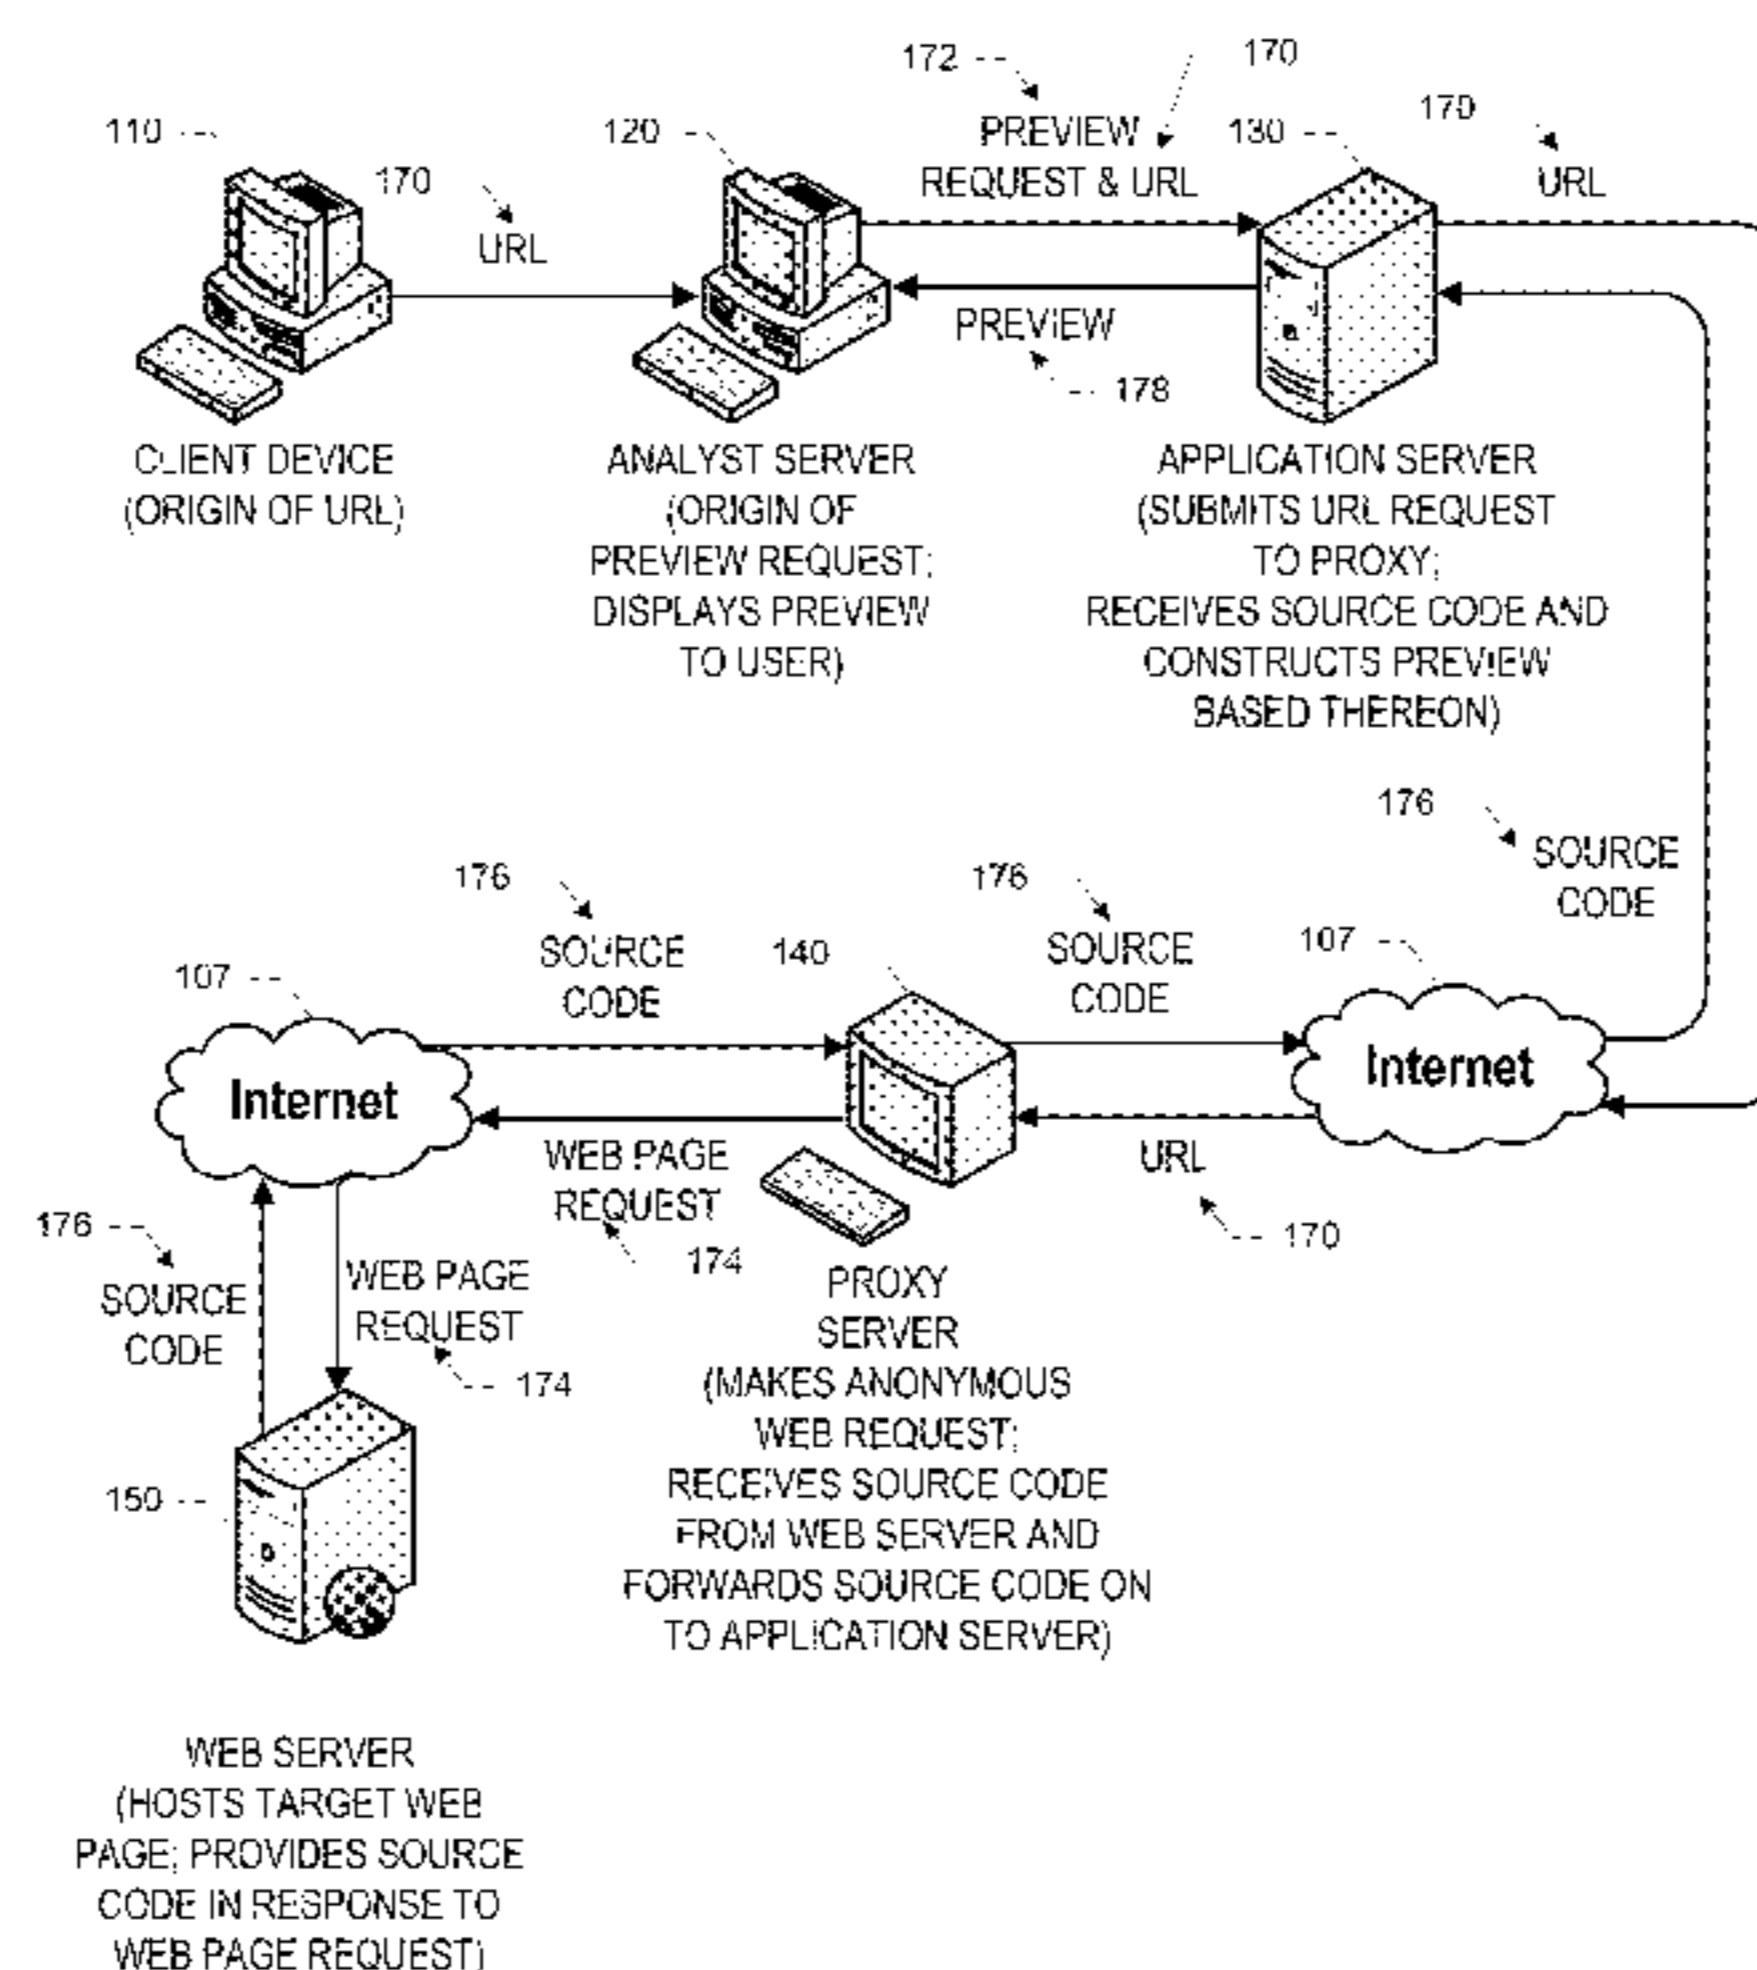 172
170
170
110
120
PREVIEW
REQUEST & URL
130
URL
170
URL
PREVIEW
178
CLIENT DEVICE
(ORIGIN OF URL)
ANALYST SERVER
(ORIGIN OF
PREVIEW REQUEST;
DISPLAYS PREVIEW
TO USER)
APPLICATION SERVER
(SUBMITS URL REQUEST
TO PROXY;
RECEIVES SOURCE CODE AND
CONSTRUCTS PREVIEW
BASED THEREON)
176
SOURCE
CODE
176
SOURCE
CODE
176
SOURCE
CODE
107
140
107
Internet
Internet
WEB PAGE
REQUEST
174
URL
170
176
SOURCE
CODE
WEB PAGE
REQUEST
174
PROXY
SERVER
(MAKES ANONYMOUS
WEB REQUEST;
RECEIVES SOURCE CODE
FROM WEB SERVER AND
FORWARDS SOURCE CODE ON
TO APPLICATION SERVER)
150
WEB SERVER
(HOSTS TARGET WEB
PAGE; PROVIDES SOURCE
CODE IN RESPONSE TO
WEB PAGE REQUEST)